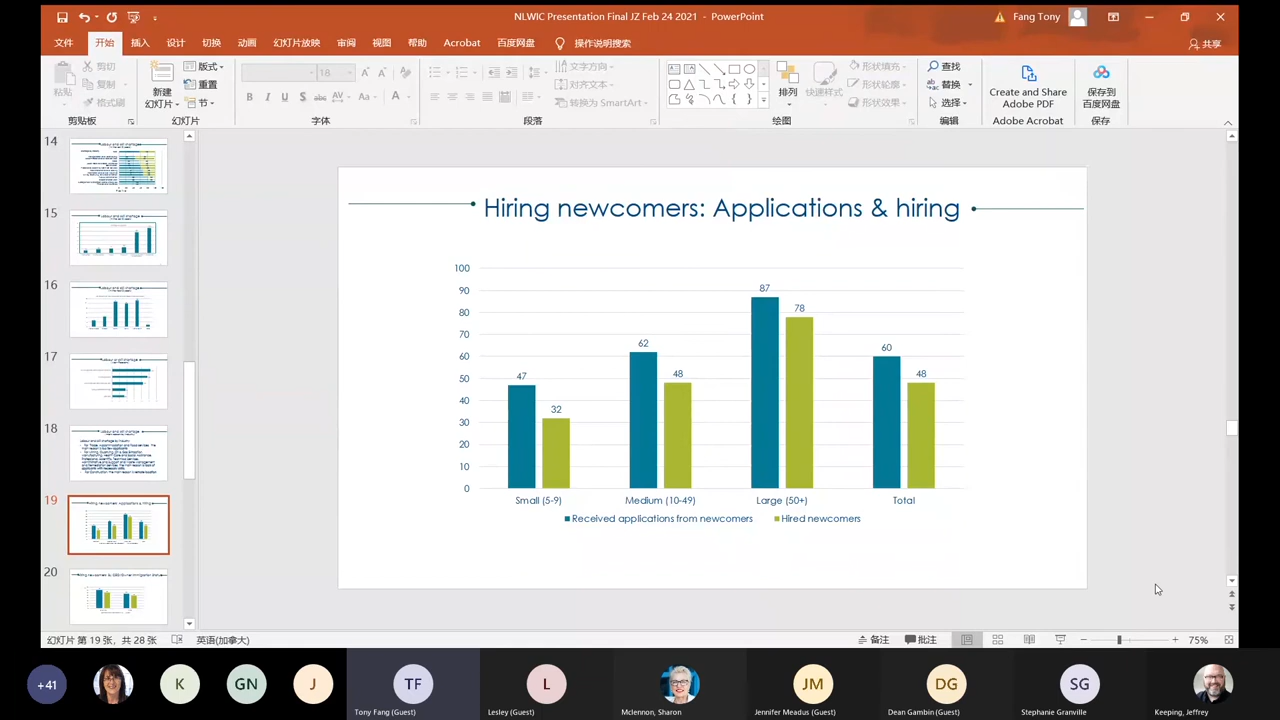 NLWIC Presentation Final JZ Feb 24 2021 - PowerPoint
Fang Tony
文件 开始 插入 设计 切换 动画 幻灯片放映 审阅 视图 帮助 Acrobat 百度网盘 操作说明搜索
共享
粘贴
剪切
复制
格式刷
剪贴板
新建
幻灯片
版式
重置
节
幻灯片
18
B I U S abc AV Aa A
字体
文字方向
对齐文本
转换为 SmartArt
段落
排列
快速样式
形状填充
形状轮廓
形状效果
绘图
查找
替换
选择
编辑
Create and Share
Adobe PDF
Adobe Acrobat
保存到
百度网盘
保存
14
15
16
17
18
19
20
Hiring newcomers: Applications & hiring
100
90
80
70
60
50
40
30
20
10
0
47
32
62
48
87
78
60
48
Small (5-9) Medium (10-49) Large (50+) Total
Received applications from newcomers Hired newcomers
幻灯片 第 19 张，共 28 张 英语(加拿大)
备注 批注 75%
+41
K
GN
J
TF
Tony Fang (Guest)
L
Lesley (Guest)
Mclennon, Sharon
JM
Jennifer Meadus (Guest)
DG
Dean Gambin (Guest)
SG
Stephanie Granville
Keeping, Jeffrey